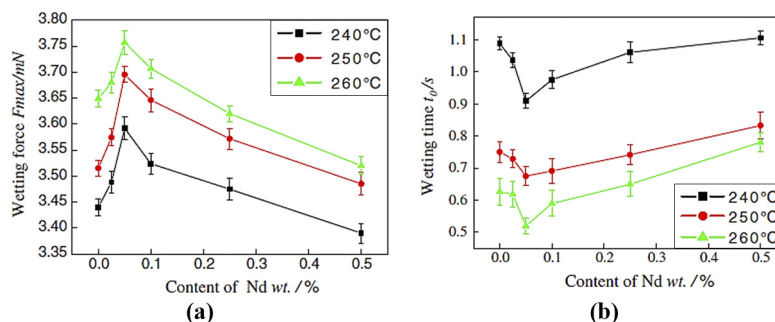 3.80
3.75
3.70
3.65
3.60
3.55
3.50
3.45
3.40
3.35
Wetting force Fmax/mN
240°C
250°C
260°C
0.0 0.1 0.2 0.3 0.4 0.5
Content of Nd wt. / %
(a)
1.1
1.0
0.9
0.8
0.7
0.6
0.5
Wetting time t0/s
240°C
250°C
260°C
0.0 0.1 0.2 0.3 0.4 0.5
Content of Nd wt. / %
(b)